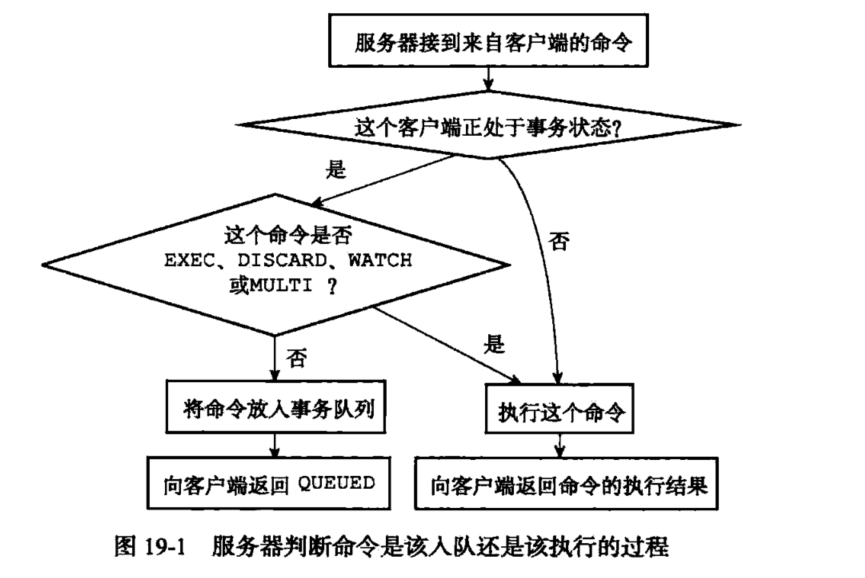 服务器接到来自客户端的命令
这个客户端正处于事务状态?
是
这个命令是否
EXEC、DISCARD、WATCH
或MULTI ?
否
是
否
将命令放入事务队列
执行这个命令
向客户端返回 QUEUED
向客户端返回命令的执行结果
图 19-1 服务器判断命令是该入队还是该执行的过程